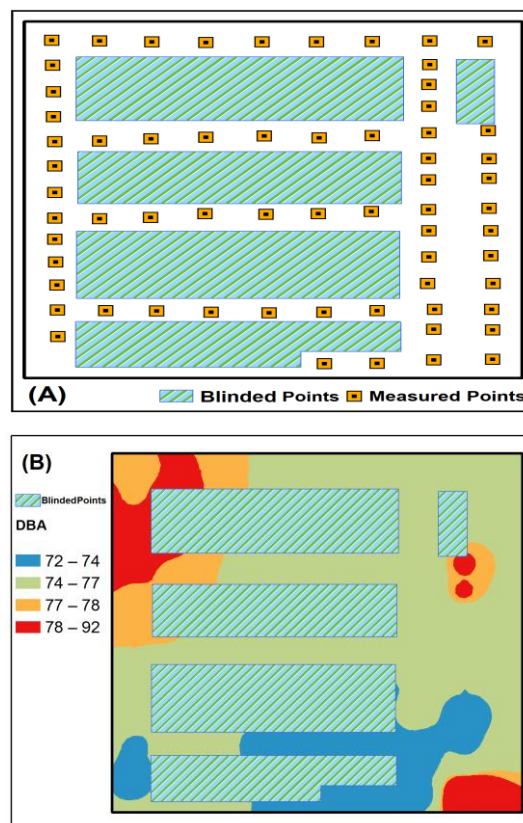 (A)
Blinded Points
Measured Points
(B)
BlindedPoints
DBA
72 – 74
74 – 77
77 – 78
78 – 92